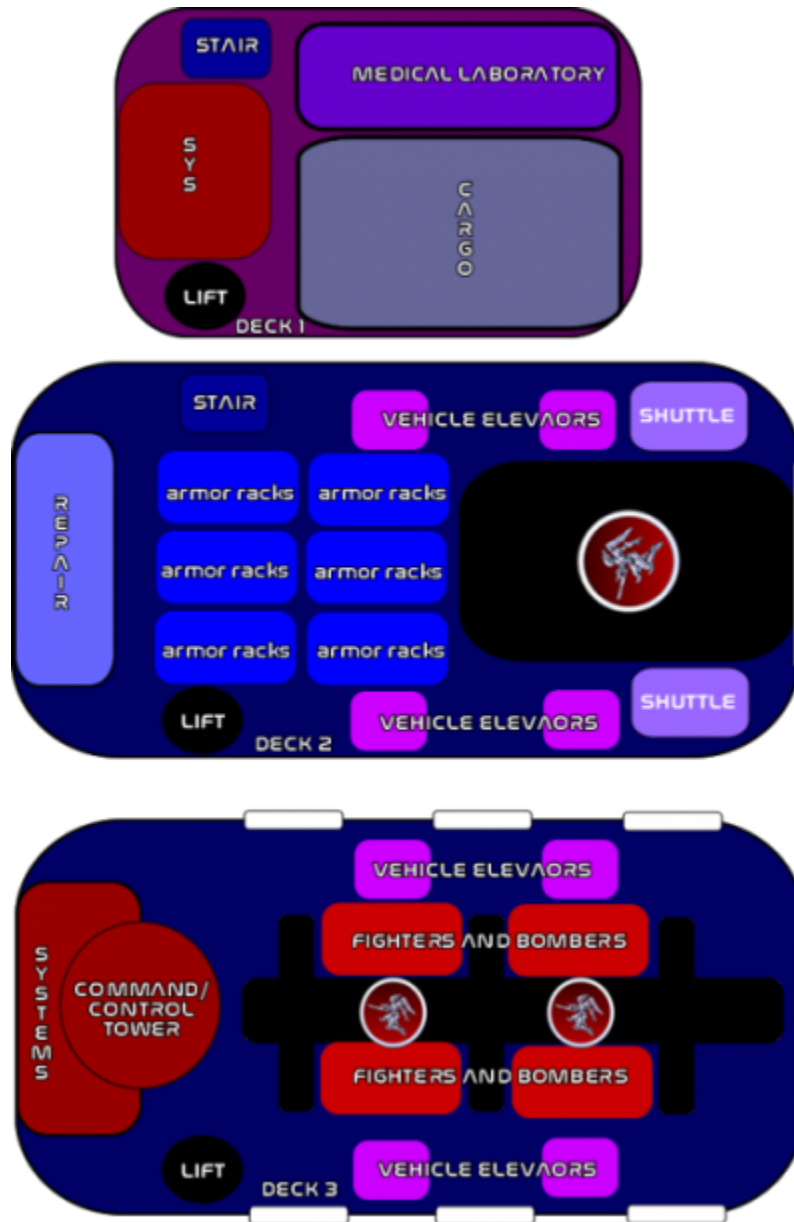 STAIR
MEDICAL LABORATORY
SYS
CARGO
LIFT
DECK 1
STAIR
VEHICLE ELEVAORS
SHUTTLE
armor racks armor racks
REPAIR
armor racks armor racks
armor racks armor racks
SHUTTLE
LIFT
VEHICLE ELEVAORS
DECK 2
VEHICLE ELEVAORS
FIGHTERS AND BOMBERS
SYSTEMS
COMMAND/
CONTROL
TOWER
FIGHTERS AND BOMBERS
LIFT
VEHICLE ELEVAORS
DECK 3